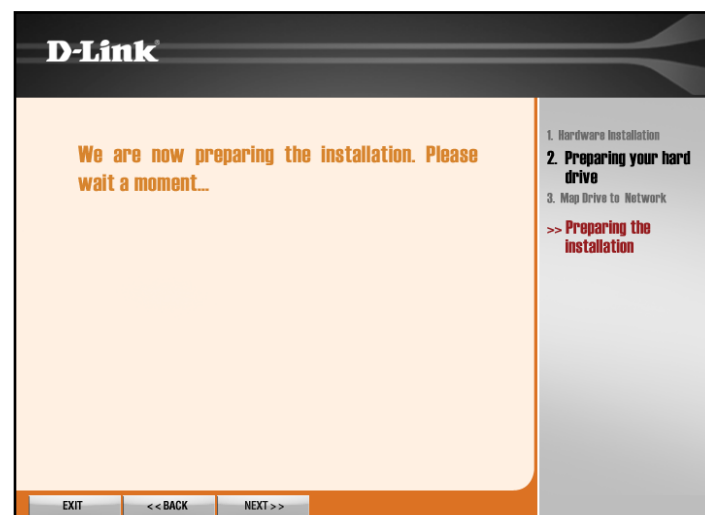 D-Link
We are now preparing the installation. Please
wait a moment...
1. Hardware Installation
2. Preparing your hard
drive
3. Map Drive to Network
>> Preparing the
installation
EXIT
<< BACK
NEXT >>